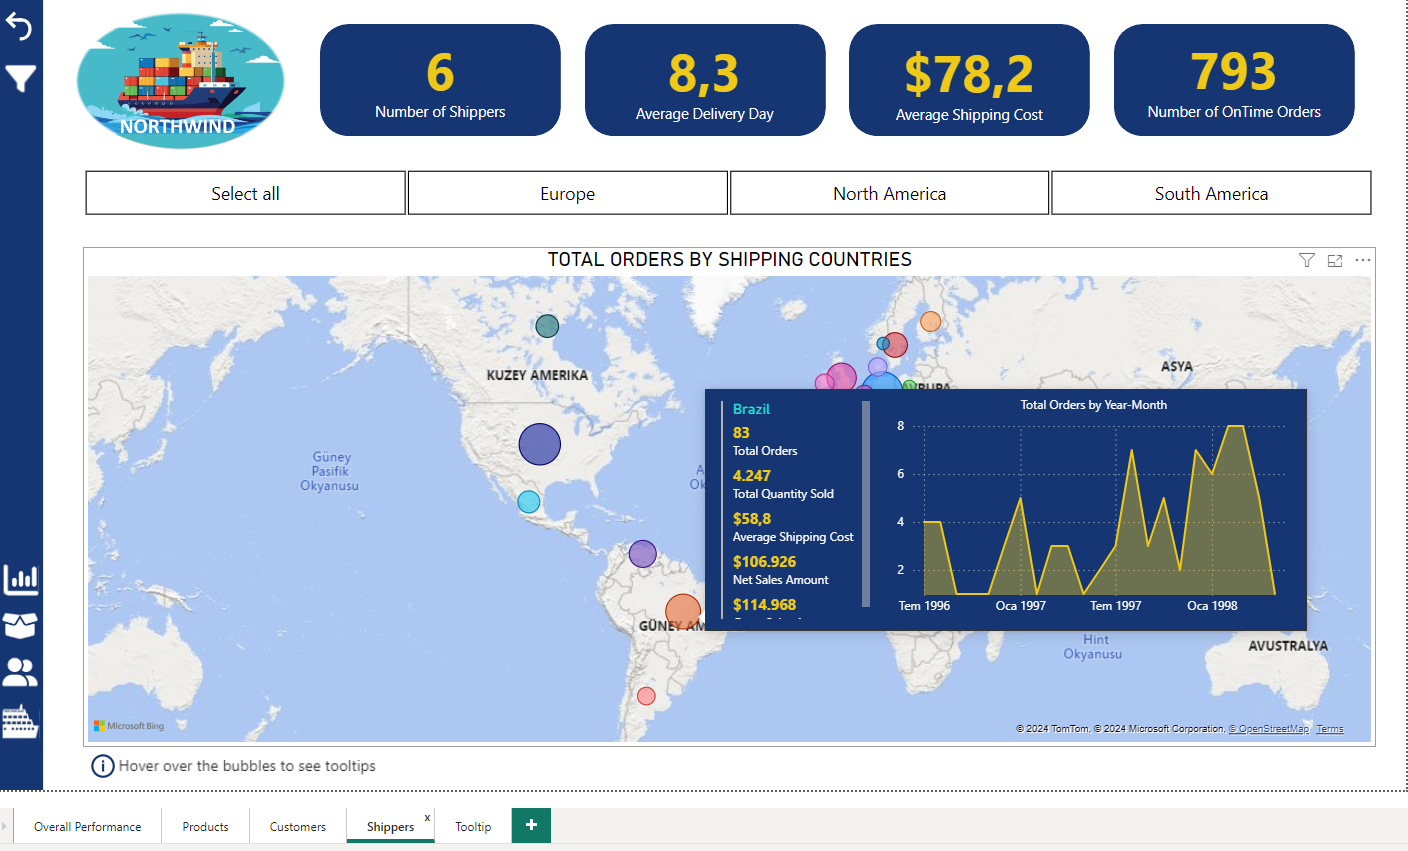 NORTHWIND
6
Number of Shippers
8,3
Average Delivery Day
$78,2
Average Shipping Cost
793
Number of OnTime Orders
Select all
Europe
North America
South America
TOTAL ORDERS BY SHIPPING COUNTRIES
KUZEY AMERIKA
ASYA
Güney
Pasifik
Okyanusu
GÜNEY AM
Hint
Okyanusu
AVUSTRALYA
Brazil
83
Total Orders
4.247
Total Quantity Sold
$58,8
Average Shipping Cost
$106.926
Net Sales Amount
$114.968
Total Orders by Year-Month
8
6
4
2
Tem 1996
Oca 1997
Tem 1997
Oca 1998
Microsoft Bing
© 2024 TomTom, © 2024 Microsoft Corporation, © OpenStreetMap Terms
Hover over the bubbles to see tooltips
Overall Performance
Products
Customers
Shippers
x
Tooltip
+